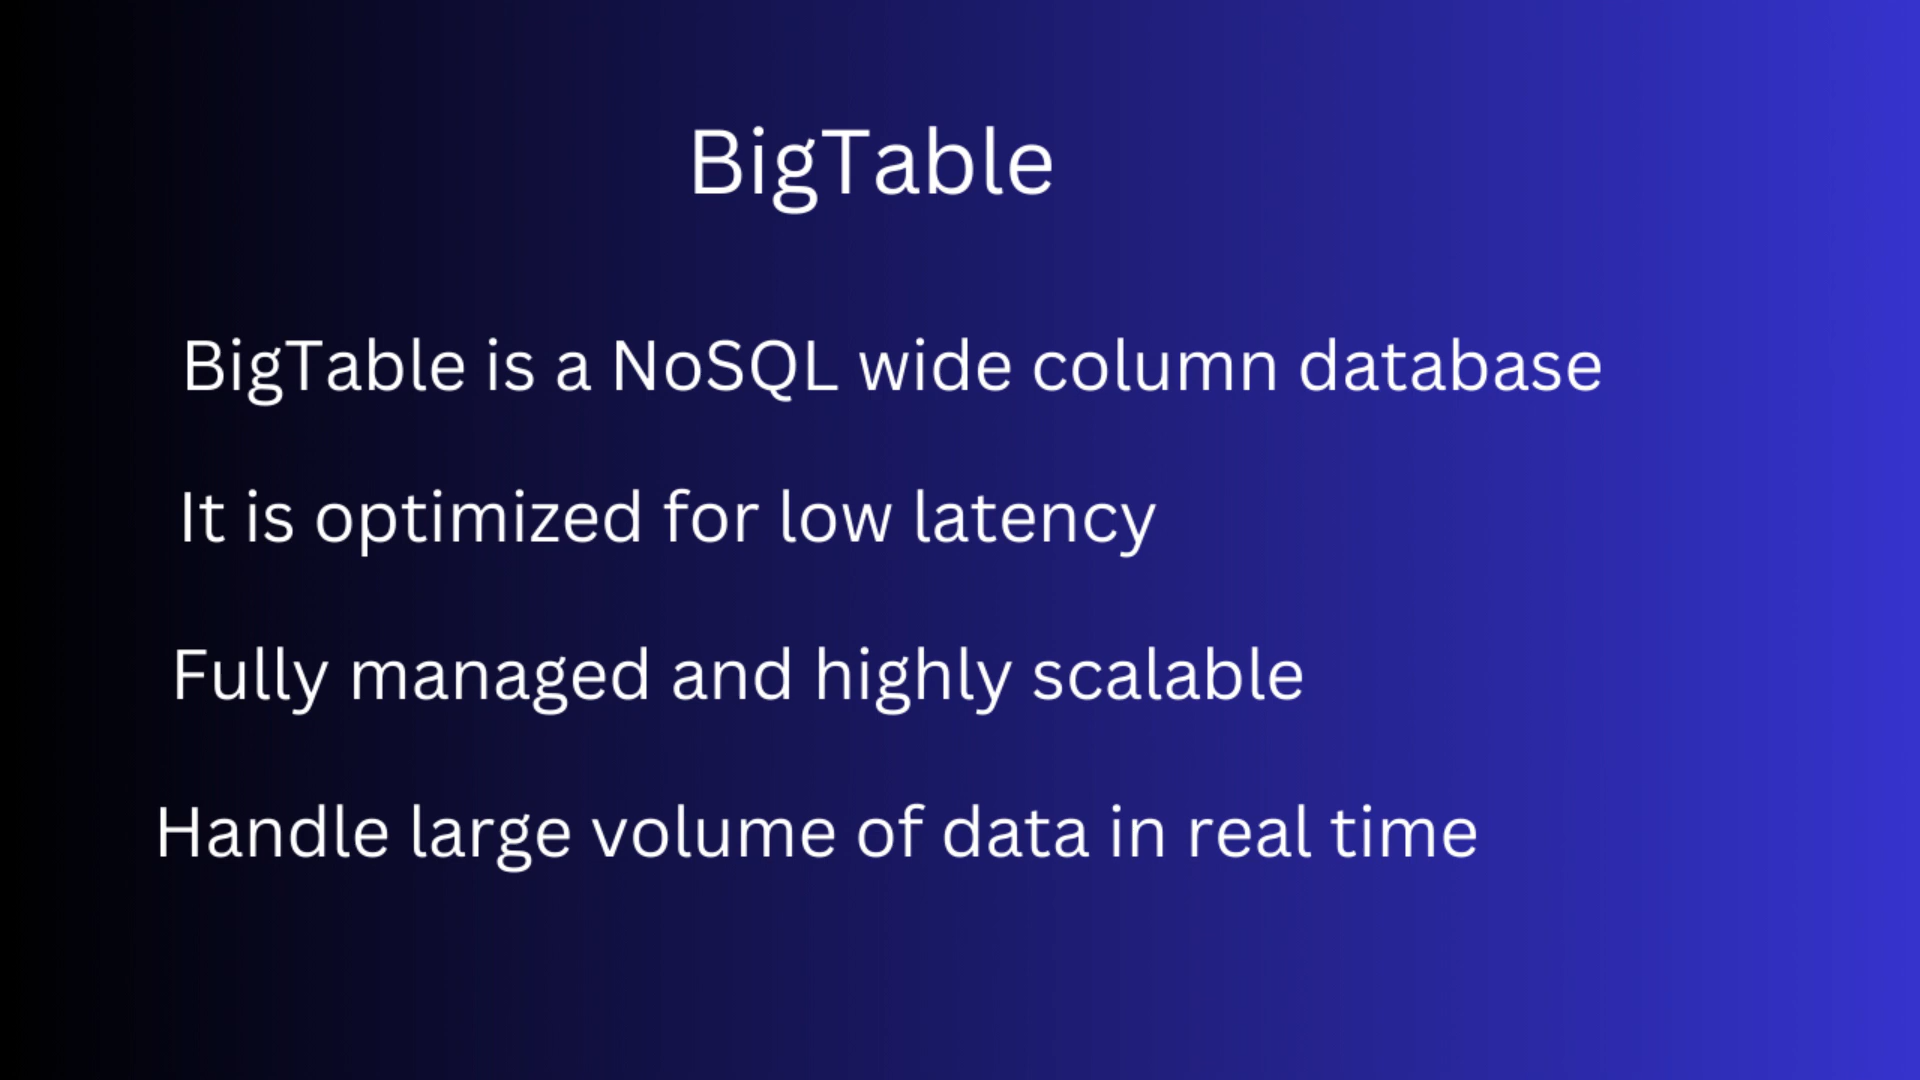 BigTable
BigTable is a NoSQL wide column database
It is optimized for low latency
Fully managed and highly scalable
Handle large volume of data in real time